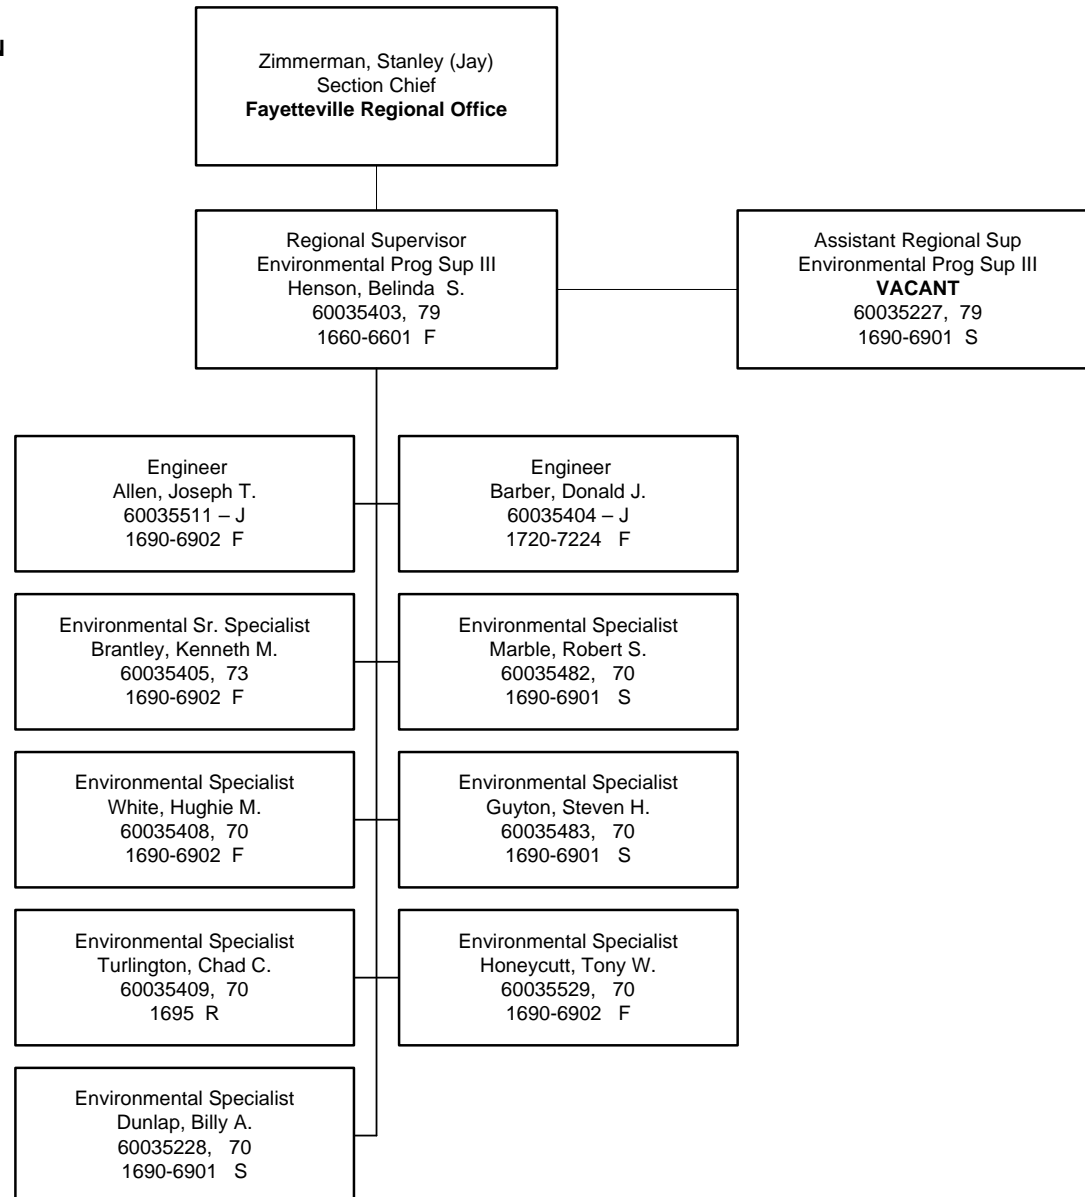 Zimmerman, Stanley (Jay)
Section Chief
Fayetteville Regional Office
Regional Supervisor
Environmental Prog Sup III
Henson, Belinda S.
60035403, 79
1660-6601 F
Assistant Regional Sup
Environmental Prog Sup III
VACANT
60035227, 79
1690-6901 S
Engineer
Allen, Joseph T.
60035511 – J
1690-6902 F
Engineer
Barber, Donald J.
60035404 – J
1720-7224 F
Environmental Sr. Specialist
Brantley, Kenneth M.
60035405, 73
1690-6902 F
Environmental Specialist
Marble, Robert S.
60035482, 70
1690-6901 S
Environmental Specialist
White, Hughie M.
60035408, 70
1690-6902 F
Environmental Specialist
Guyton, Steven H.
60035483, 70
1690-6901 S
Environmental Specialist
Turlington, Chad C.
60035409, 70
1695 R
Environmental Specialist
Honeycutt, Tony W.
60035529, 70
1690-6902 F
Environmental Specialist
Dunlap, Billy A.
60035228, 70
1690-6901 S